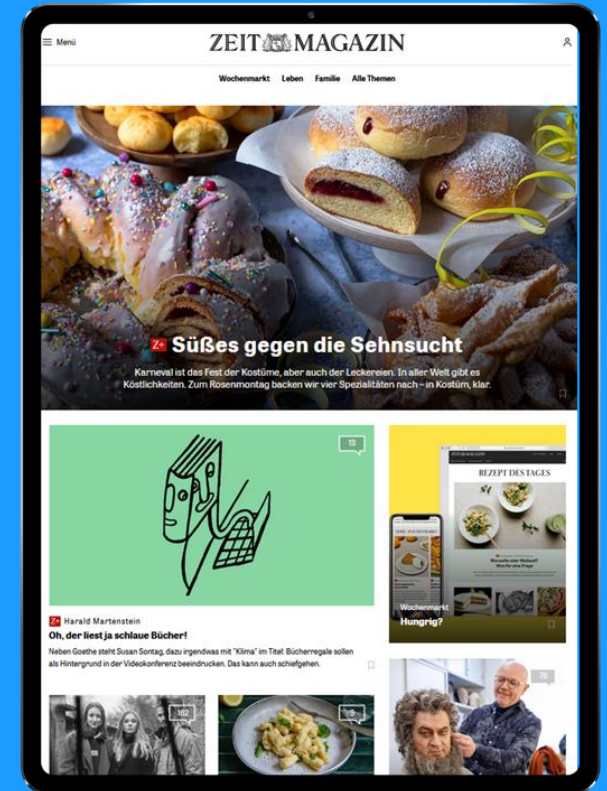 Menü
ZEIT MAGAZIN
Wochenmarkt Leben Familie Alle Themen
Z+ Süßes gegen die Sehnsucht
Karneval ist das Fest der Kostüme, aber auch der Leckereien. In aller Welt gibt es
Köstlichkeiten. Zum Rosenmontag backen wir vier Spezialitäten nach – in Kostüm, klar.
13
Z+ Harald Martenstein
Oh, der liest ja schlaue Bücher!
Neben Goethe steht Susan Sontag, dazu irgendwas mit "Klima" im Titel: Bücherregale sollen
als Hintergrund in der Videokonferenz beeindrucken. Das kann auch schiefgehen.
REZEPT DES TAGES
Wochenmarkt
Hungrig?
162
9
76